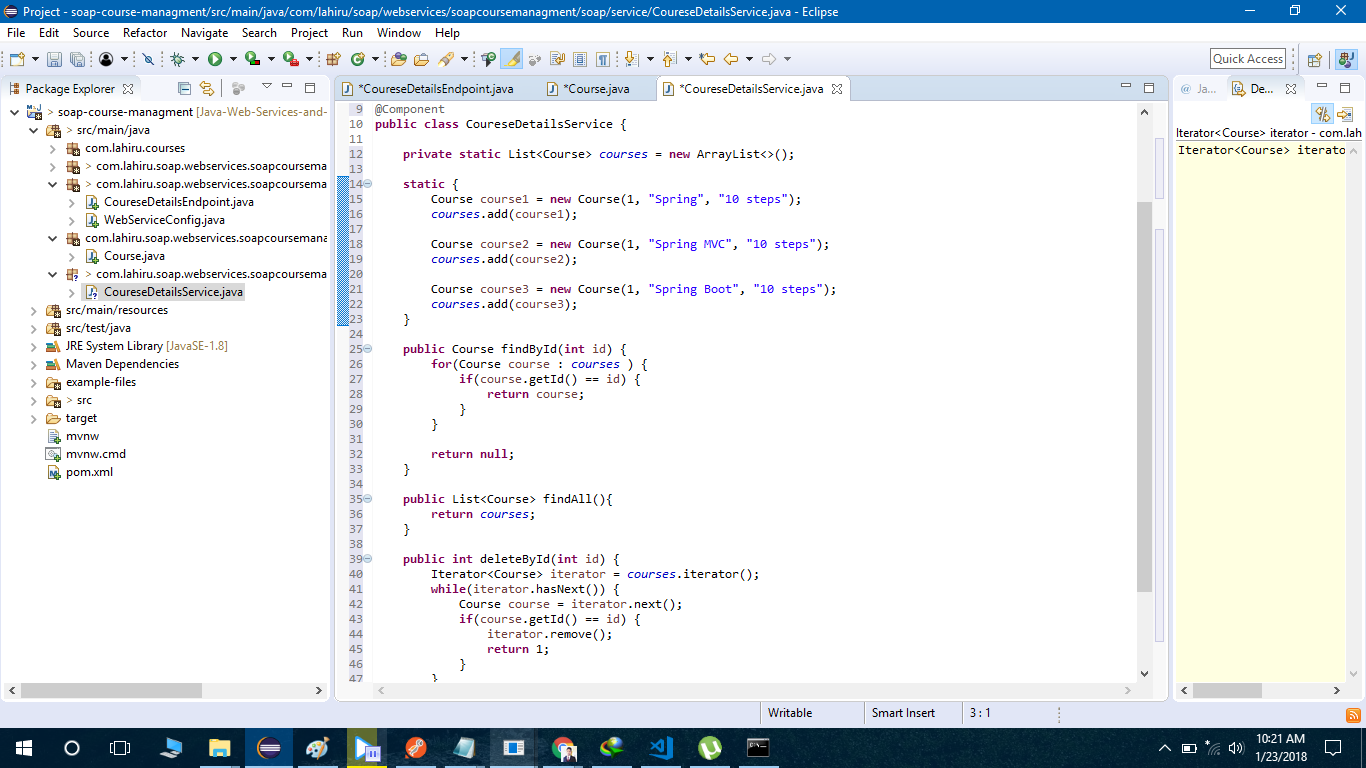 Project - soap-course-managment/src/main/java/com/lahiru/soap/webservices/soapcoursemanagment/soap/service/CoureseDetailsService.java - Eclipse
File Edit Source Refactor Navigate Search Project Run Window Help
Quick Access
Package Explorer
*CoureseDetailsEndpoint.java
*Course.java
*CoureseDetailsService.java
Ja...
De...
> soap-course-managment [Java-Web-Services-and-
> src/main/java
com.lahiru.courses
> com.lahiru.soap.webservices.soapcoursema
> com.lahiru.soap.webservices.soapcoursema
CoureseDetailsEndpoint.java
WebServiceConfig.java
com.lahiru.soap.webservices.soapcoursemana
Course.java
> com.lahiru.soap.webservices.soapcoursema
CoureseDetailsService.java
src/main/resources
src/test/java
JRE System Library [JavaSE-1.8]
Maven Dependencies
example-files
> src
target
mvnw
mvnw.cmd
pom.xml
9 @Component
10 public class CoureseDetailsService {
11
12 private static List<Course> courses = new ArrayList<>();
13
14 static {
15 Course course1 = new Course(1, "Spring", "10 steps");
16 courses.add(course1);
17
18 Course course2 = new Course(1, "Spring MVC", "10 steps");
19 courses.add(course2);
20
21 Course course3 = new Course(1, "Spring Boot", "10 steps");
22 courses.add(course3);
23 }
24
25 public Course findById(int id) {
26 for(Course course : courses ) {
27 if(course.getId() == id) {
28 return course;
29 }
30 }
31
32 return null;
33 }
34
35 public List<Course> findAll(){
36 return courses;
37 }
38
39 public int deleteById(int id) {
40 Iterator<Course> iterator = courses.iterator();
41 while(iterator.hasNext()) {
42 Course course = iterator.next();
43 if(course.getId() == id) {
44 iterator.remove();
45 return 1;
46 }
47 }
Iterator<Course> iterator - com.lah
Iterator<Course> iterato
Writable
Smart Insert
3 : 1
10:21 AM
1/23/2018